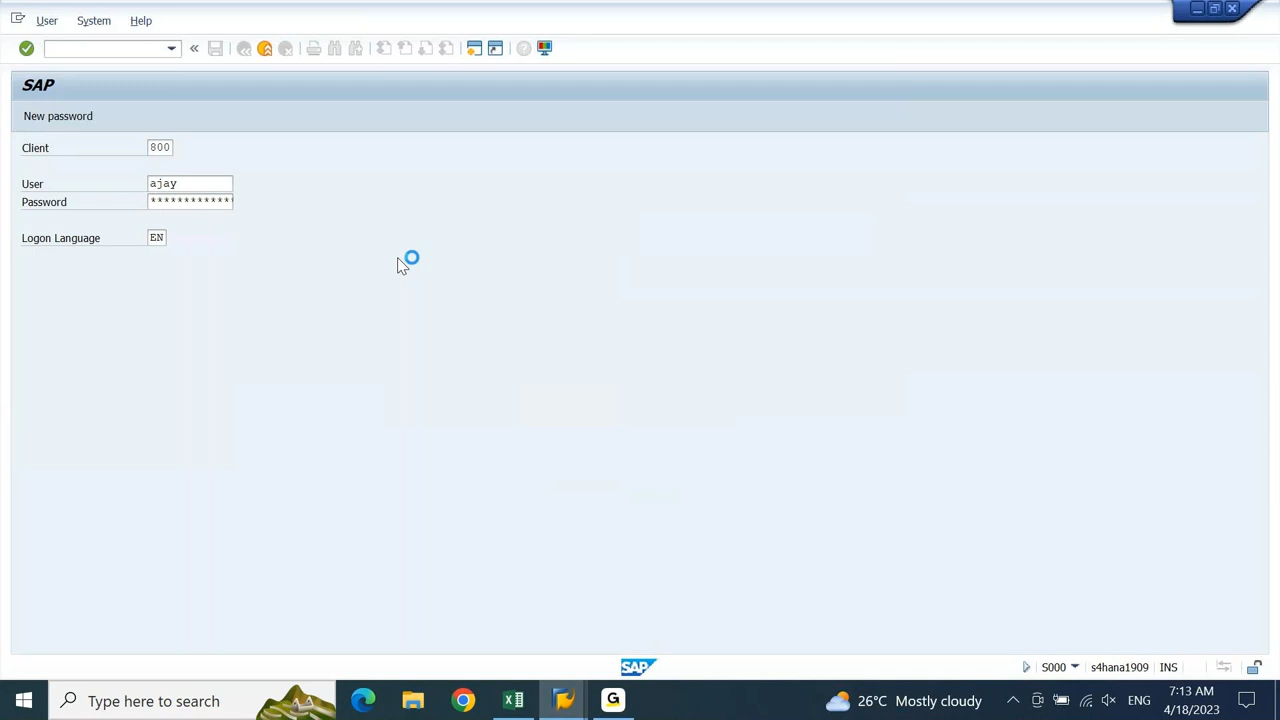 User System Help
SAP
New password
Client 800
User ajay
Password *************
Logon Language EN
SAP
S000 s4hana1909 INS
Type here to search
G
26°C Mostly cloudy
ENG
7:13 AM
4/18/2023